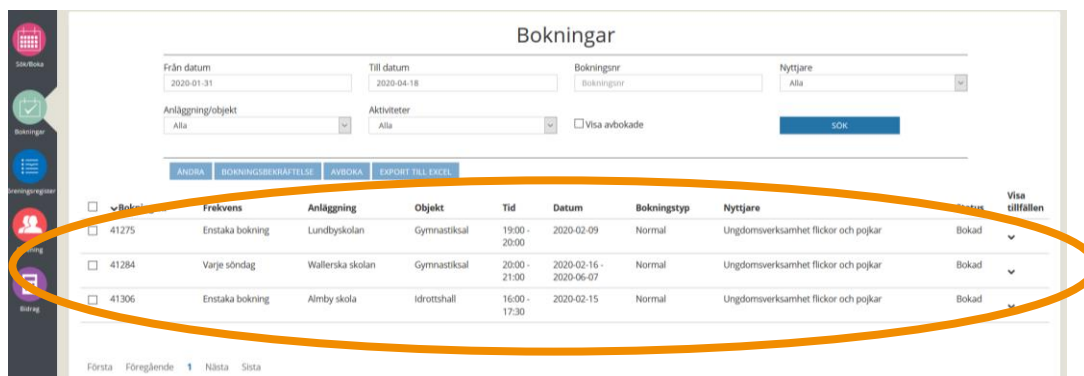 Bokningar
Sök/Boka
Från datum Till datum Bokningsnr Nyttjare
2020-01-31 2020-04-18 Bokningsnr Alla
Anläggning/objekt Aktiviteter
Alla Alla Visa avbokade SÖK
Bokningar
ÄNDRA BOKNINGSBEKRÄFTELSE AVBOKA EXPORT TILL EXCEL
Frekvens Anläggning Objekt Tid Datum Bokningstyp Nyttjare Visa tillfällen
41275 Enstaka bokning Lundbyskolan Gymnastiksal 19:00 - 20:00 2020-02-09 Normal Ungdomsverksamhet flickor och pojkar Bokad
41284 Varje söndag Wallerska skolan Gymnastiksal 20:00 - 21:00 2020-02-16 - 2020-06-07 Normal Ungdomsverksamhet flickor och pojkar Bokad
41306 Enstaka bokning Almby skola Idrottshall 16:00 - 17:30 2020-02-15 Normal Ungdomsverksamhet flickor och pojkar Bokad
Bidrag
Första Föregående 1 Nästa Sista